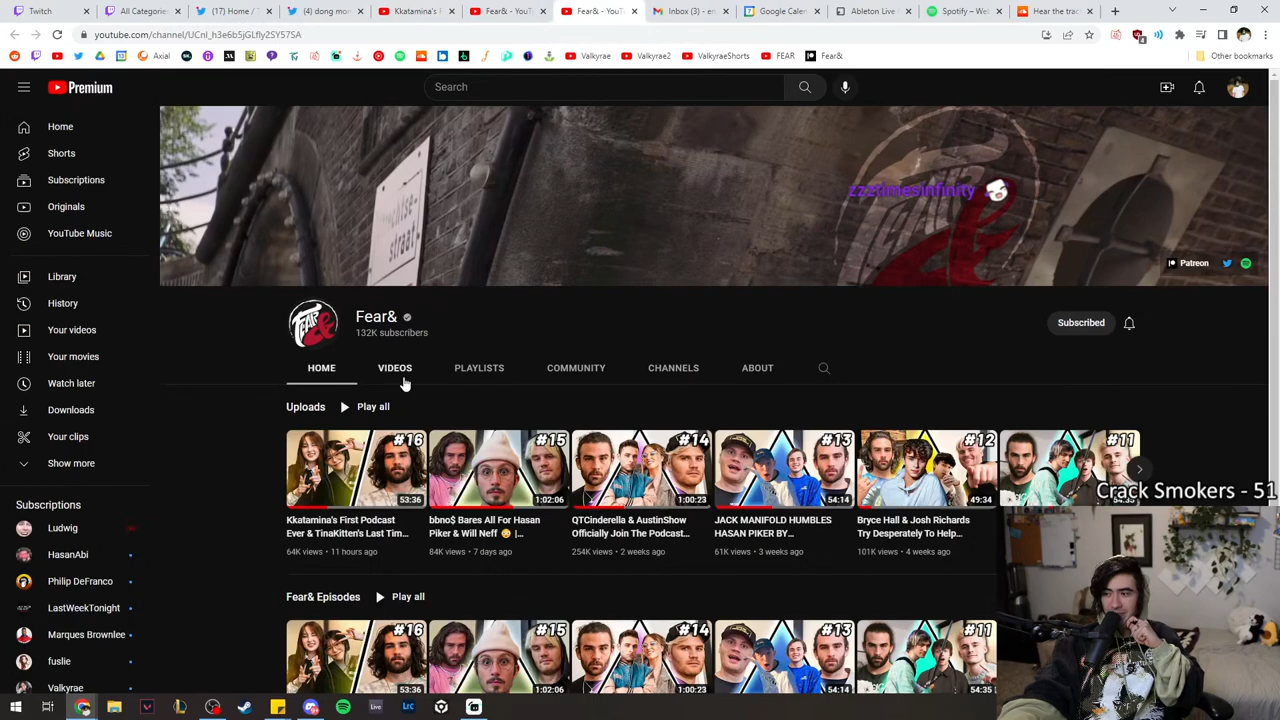 Twitch
All Categories
(17) Home / T
(4) dong mon
Kkatamina's F
Fear& - YouT
Fear& - YouT
Inbox (3) - en
Google Calen
Ableton Live
Spotify – Web
Hear the trac
youtube.com/channel/UCnI_h3e6b5jGLfly2SY57SA
Axial
Valkyrae
Valkyrae2
ValkyraeShorts
FEAR
Fear&
Other bookmarks
Premium
Search
Home
Shorts
Subscriptions
Originals
YouTube Music
Library
History
Your videos
Your movies
Watch later
Downloads
Your clips
Show more
Subscriptions
Ludwig
HasanAbi
Philip DeFranco
LastWeekTonight
Marques Brownlee
fuslie
Valkyrae
zzztimesinfinity
Patreon
FEAR &
Fear&
132K subscribers
Subscribed
HOME
VIDEOS
PLAYLISTS
COMMUNITY
CHANNELS
ABOUT
Uploads
Play all
#16
53:36
Kkatamina's First Podcast
Ever & TinaKitten's Last Tim...
64K views • 11 hours ago
#15
1:02:06
bbno$ Bares All For Hasan
Piker & Will Neff 😳 |...
84K views • 7 days ago
#14
1:00:23
QTCinderella & AustinShow
Officially Join The Podcast...
254K views • 2 weeks ago
#13
54:14
JACK MANIFOLD HUMBLES
HASAN PIKER BY...
61K views • 3 weeks ago
#12
49:34
Bryce Hall & Josh Richards
Try Desperately To Help...
101K views • 4 weeks ago
#11
Crack Smokers - 51
Fear& Episodes
Play all
#16
53:36
#15
1:02:06
#14
1:00:23
#13
54:14
#11
54:35
Live
Lrc